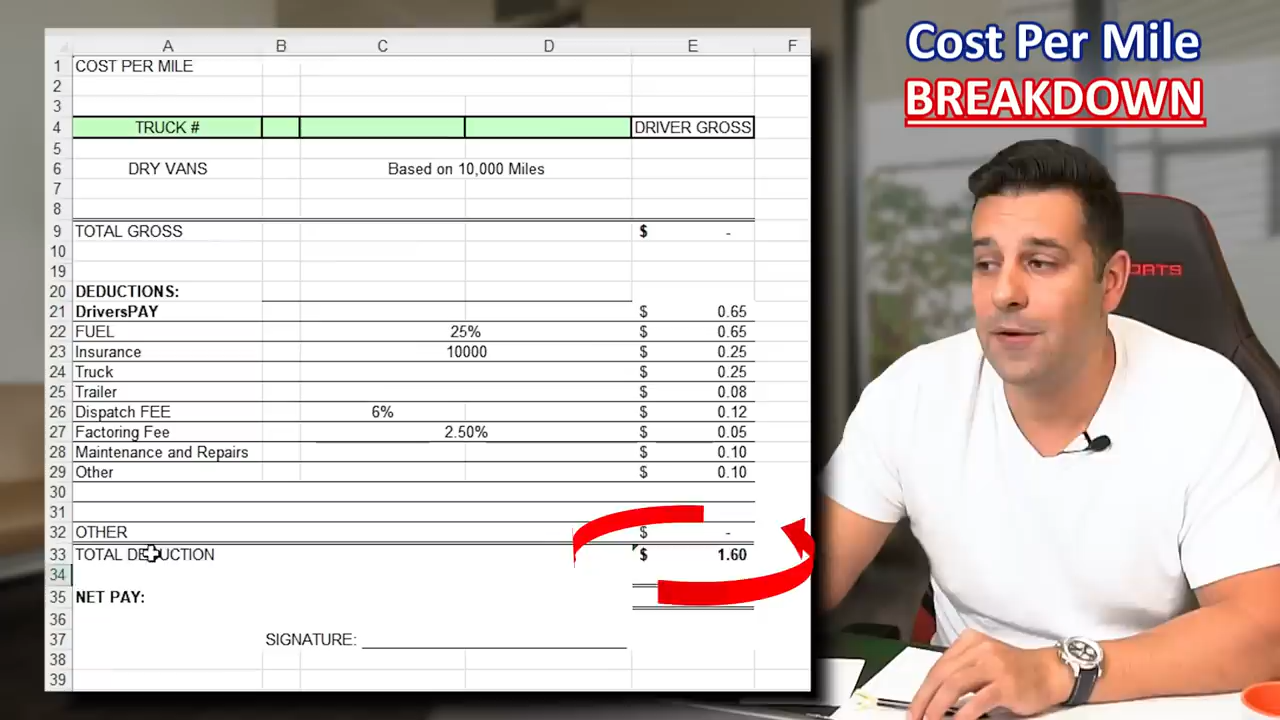 Cost Per Mile
BREAKDOWN
A B C D E F
1 COST PER MILE
2
3
4 TRUCK # DRIVER GROSS
5
6 DRY VANS Based on 10,000 Miles
7
8
9 TOTAL GROSS $ -
10
19
20 DEDUCTIONS:
21 DriversPAY $ 0.65
22 FUEL 25% $ 0.65
23 Insurance 10000 $ 0.25
24 Truck $ 0.25
25 Trailer $ 0.08
26 Dispatch FEE 6% $ 0.12
27 Factoring Fee 2.50% $ 0.05
28 Maintenance and Repairs $ 0.10
29 Other $ 0.10
30
31
32 OTHER $ -
33 TOTAL DEDUCTION $ 1.60
34
35 NET PAY:
36
37 SIGNATURE:
38
39